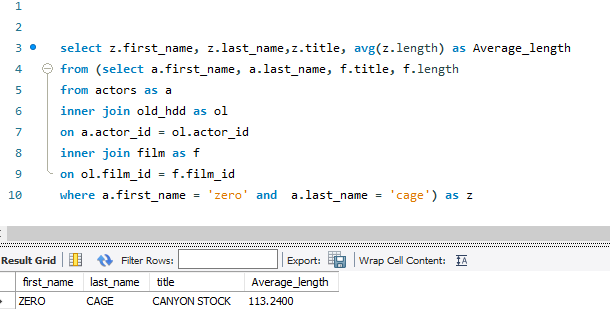 1
2
3 select z.first_name, z.last_name,z.title, avg(z.length) as Average_length
4 from (select a.first_name, a.last_name, f.title, f.length
5 from actors as a
6 inner join old_hdd as ol
7 on a.actor_id = ol.actor_id
8 inner join film as f
9 on ol.film_id = f.film_id
10 where a.first_name = 'zero' and  a.last_name = 'cage') as z
Result Grid Filter Rows: Export: Wrap Cell Content:
first_name last_name title Average_length
ZERO CAGE CANYON STOCK 113.2400